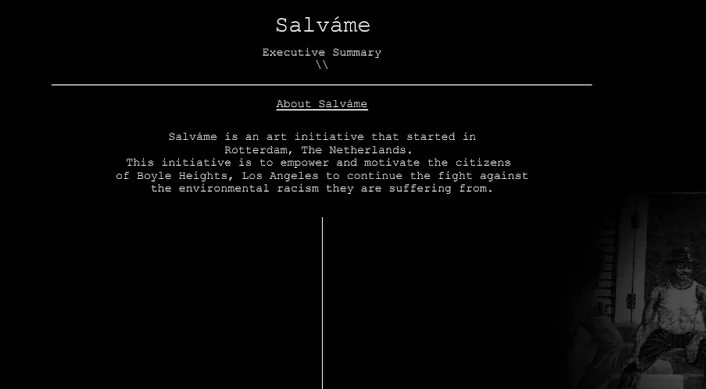 Salváme
Executive Summary
\\
About Salváme
Salváme is an art initiative that started in
Rotterdam, The Netherlands.
This initiative is to empower and motivate the citizens
of Boyle Heights, Los Angeles to continue the fight against
the environmental racism they are suffering from.